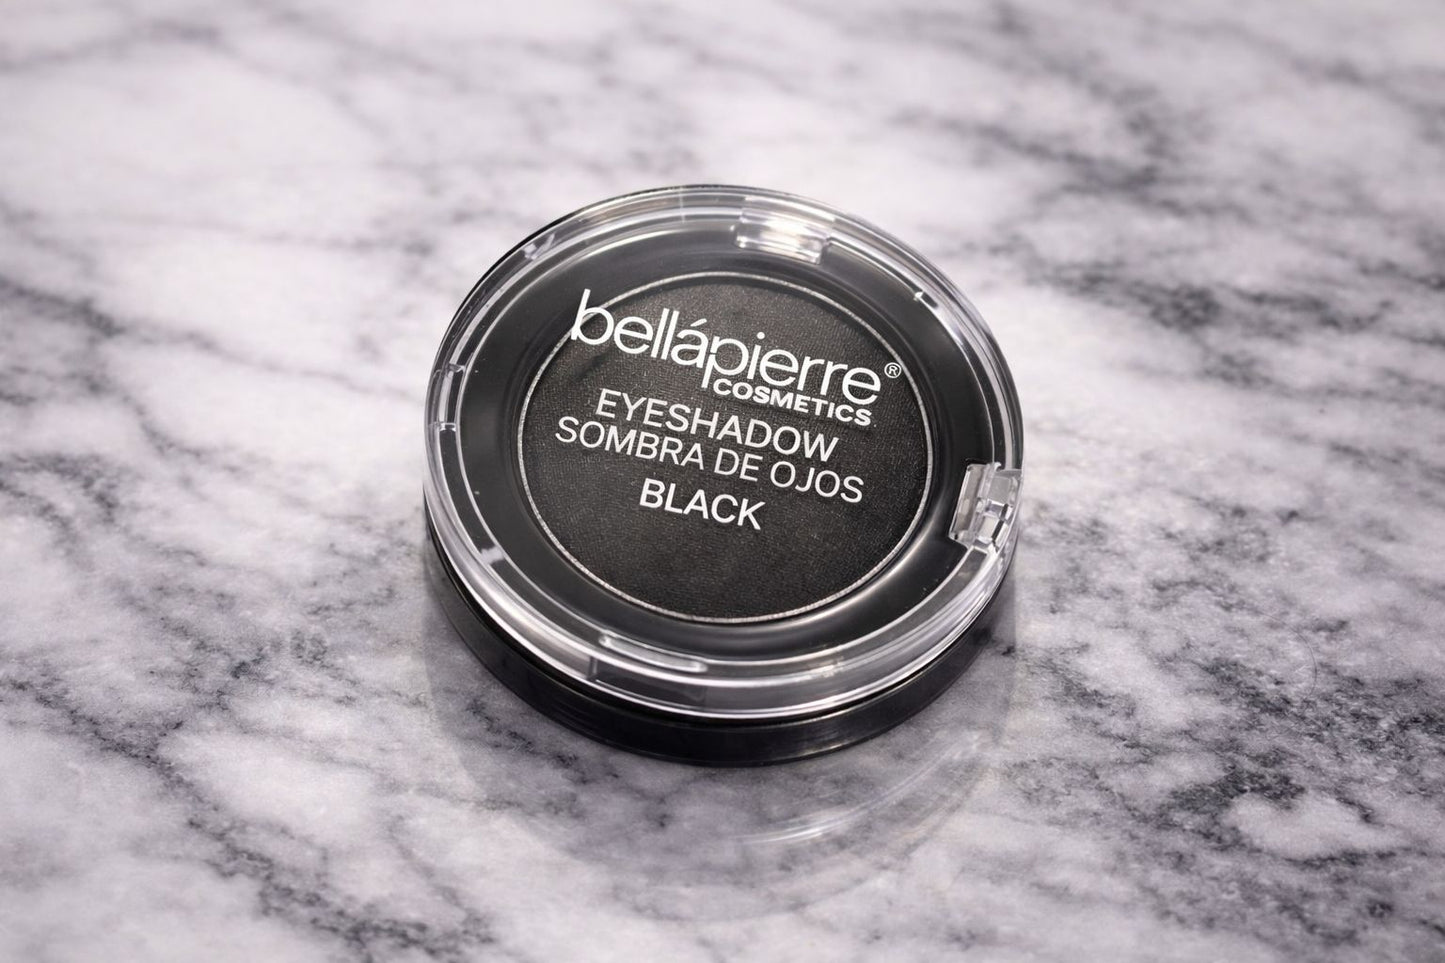 bellápierre®
COSMETICS
EYESHADOW
SOMBRA DE OJOS
BLACK